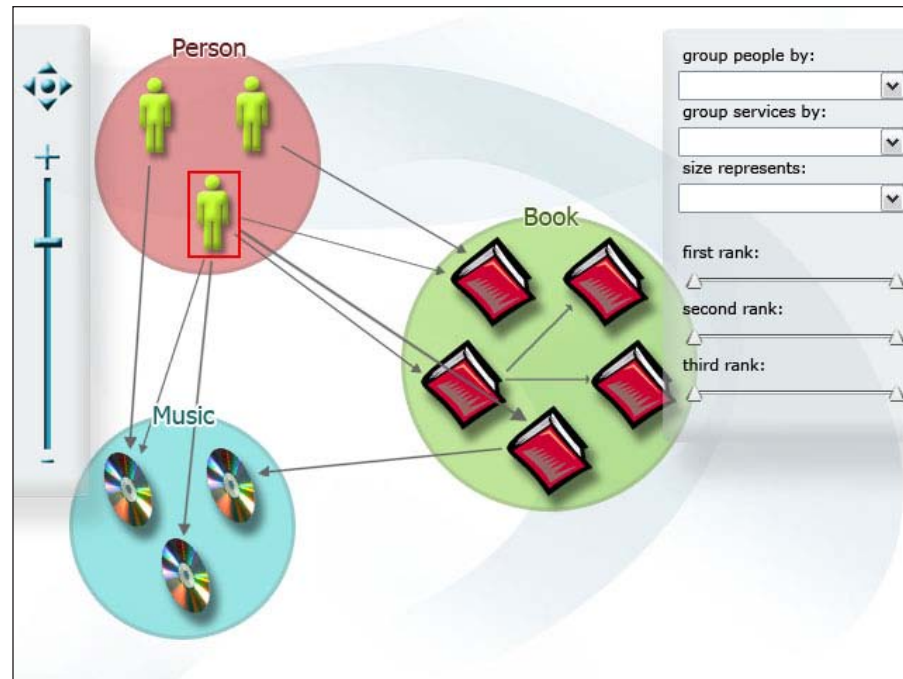 Person
group people by:
group services by:
size represents:
Book
first rank:
second rank:
third rank:
Music